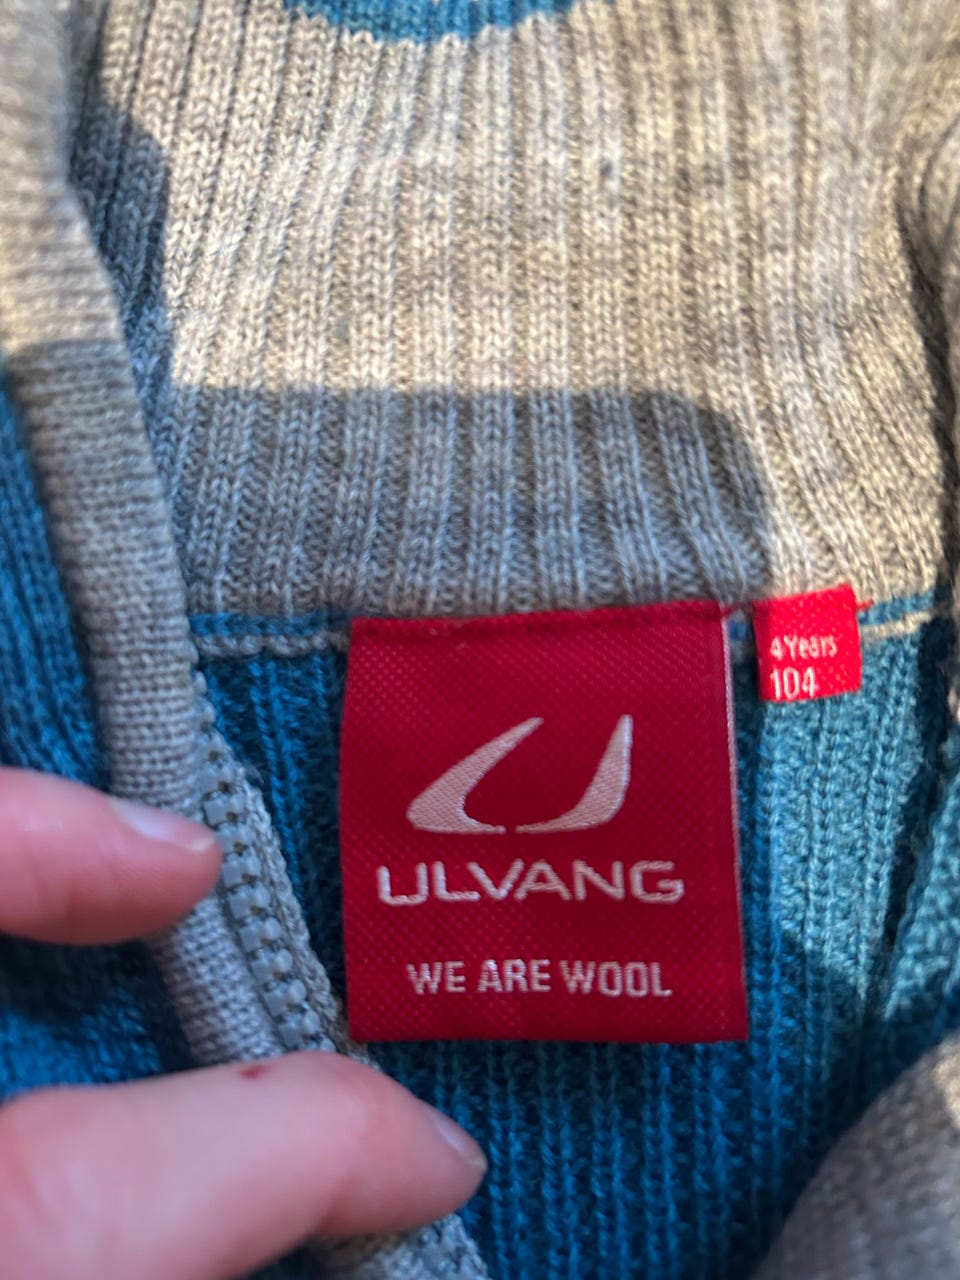 4 Years
104
ULVANG
WE ARE WOOL